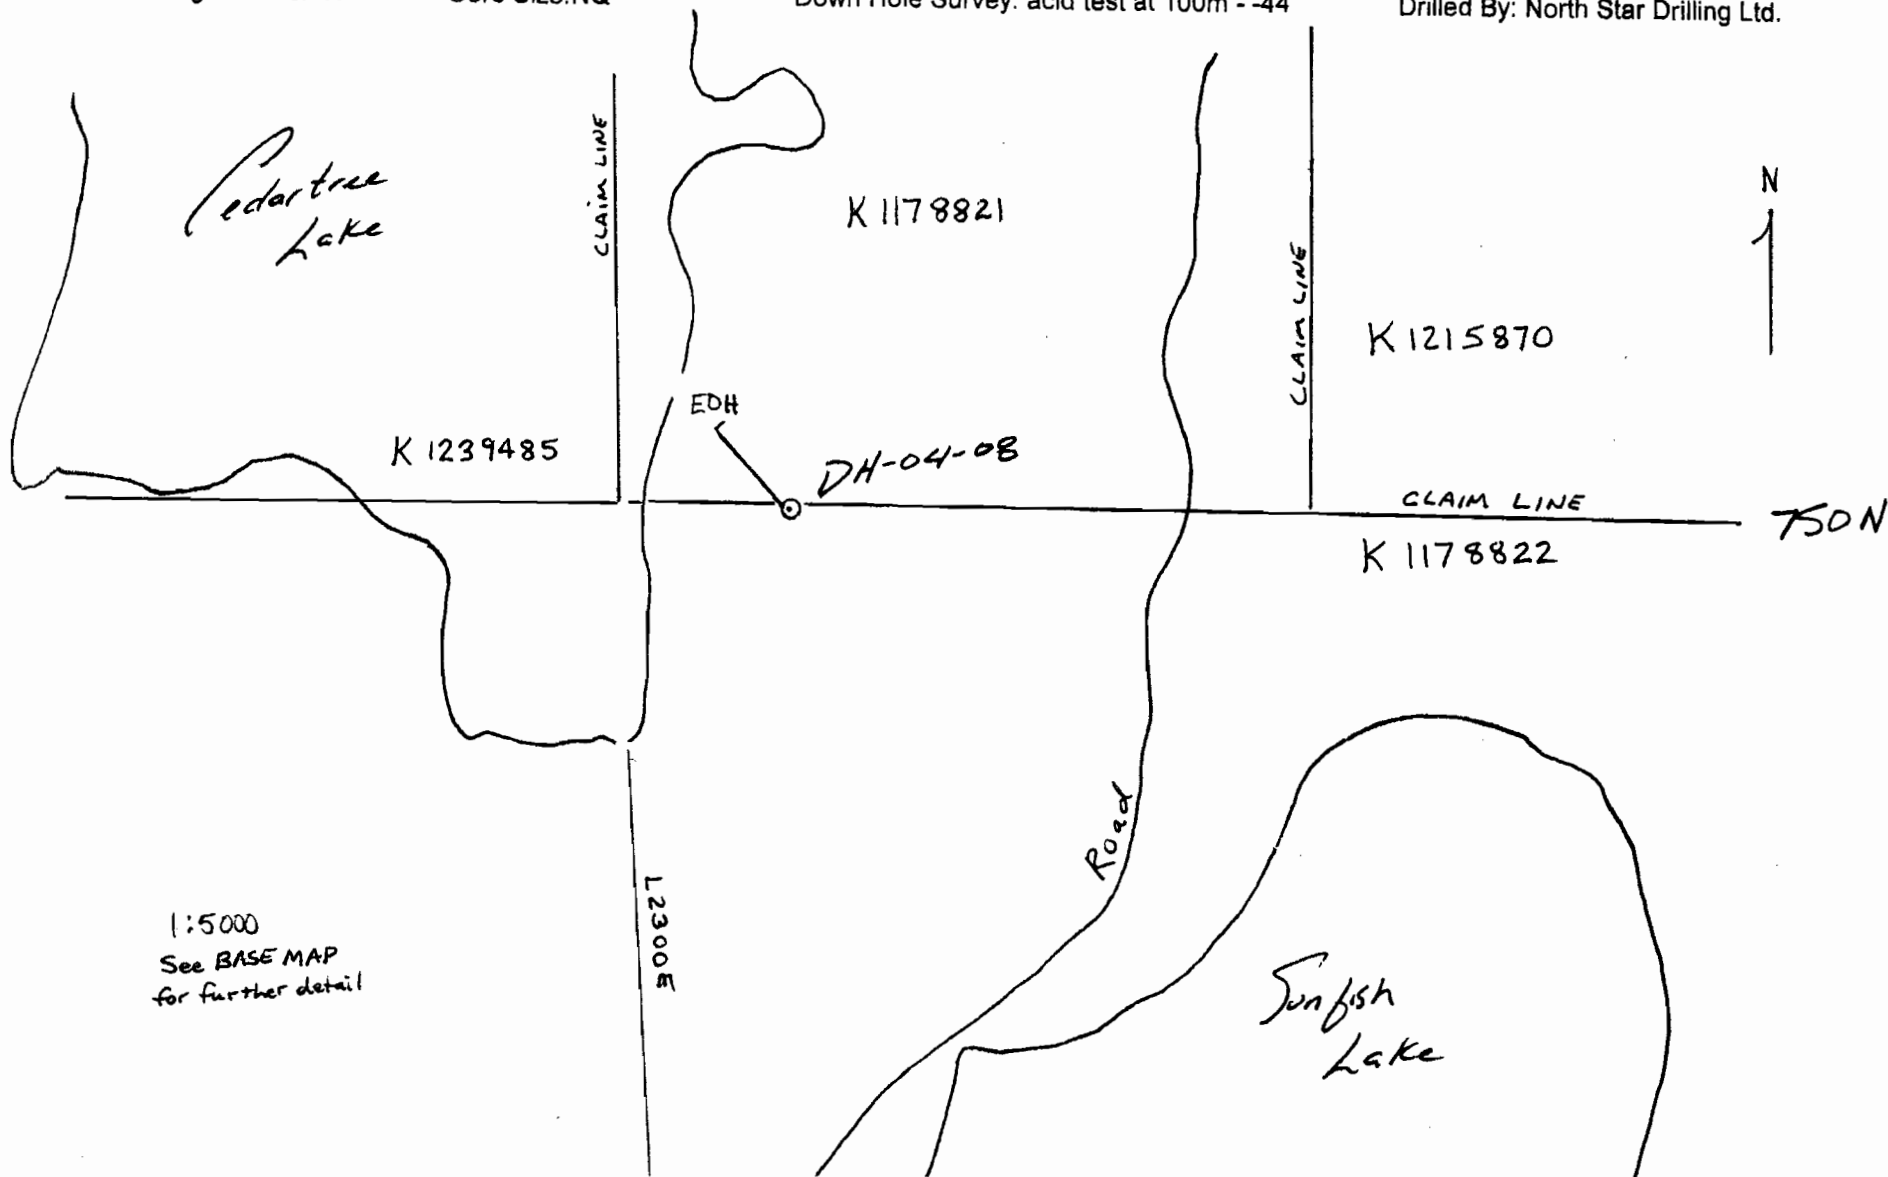 Down Hole Survey: acid test at 100m - -44
Drilled By: North Star Drilling Ltd.
Cedartree
Lake
CLAIM LINE
K 1178821
N
CLAIM LINE
K 1215870
EOH
K 1239485
DH-04-08
CLAIM LINE
750N
K 1178822
Road
L2300E
1:5000
See BASE MAP
for further detail
Sunfish
Lake